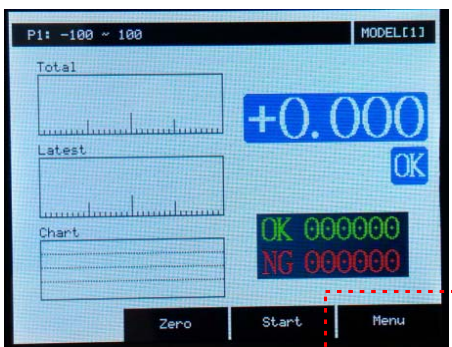 P1: -100 ~ 100
MODEL[1]
Total
+0.000
OK
Latest
Chart
OK 000000
NG 000000
Zero
Start
Menu